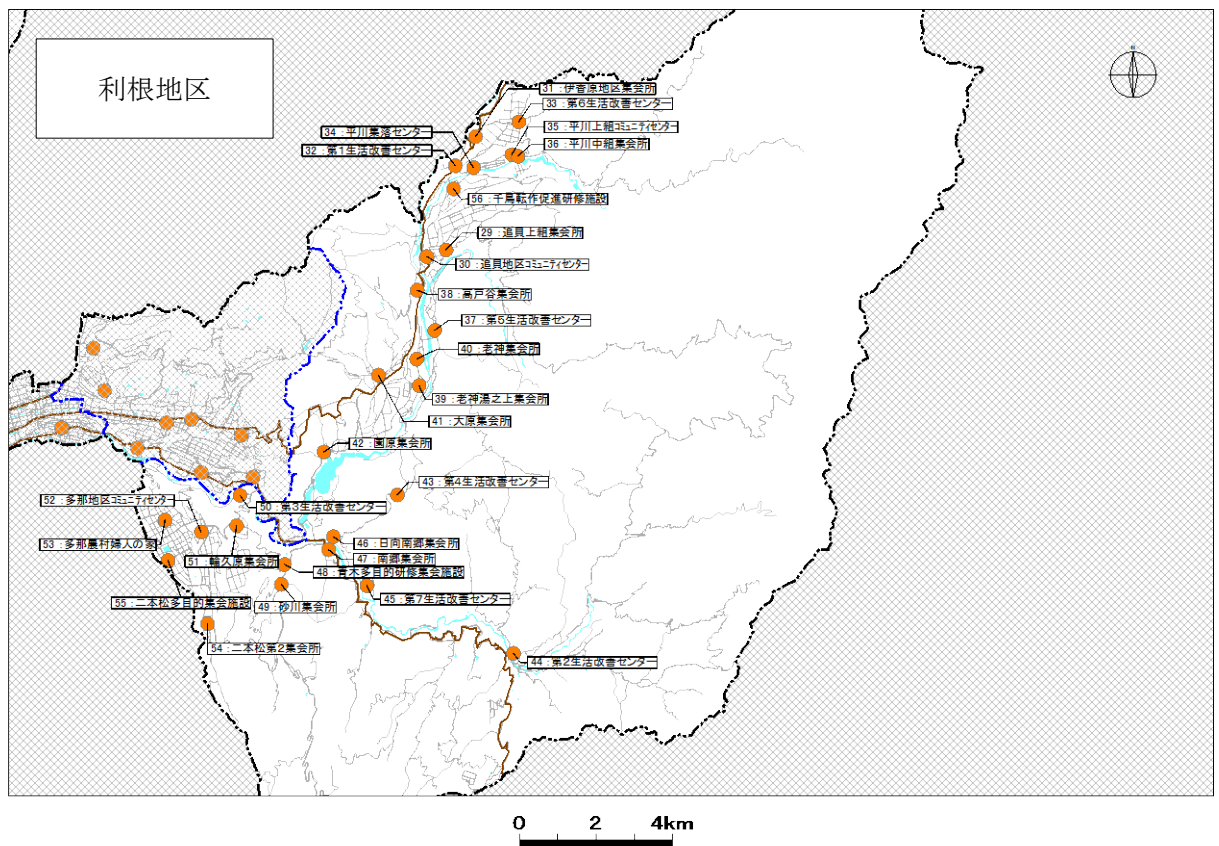 利根地区
N
31：伊香原地区集会所
33：第6生活改善センター
34：平川集落センター
35：平川上組コミュニティセンター
32：第1生活改善センター
36：平川中組集会所
56：千鳥転作促進研修施設
29：追貝上組集会所
30：追貝地区コミュニティセンター
38：高戸谷集会所
37：第5生活改善センター
40：老神集会所
39：老神湯之上集会所
41：大原集会所
42：園原集会所
43：第4生活改善センター
52：多那地区コミュニティセンター
50：第3生活改善センター
53：多那農村婦人の家
46：日向南郷集会所
47：南郷集会所
51：輪久原集会所
48：青木多目的研修集会施設
55：二本松多目的集会施設
49：砂川集会所
45：第7生活改善センター
54：二本松第2集会所
44：第2生活改善センター
0 2 4km